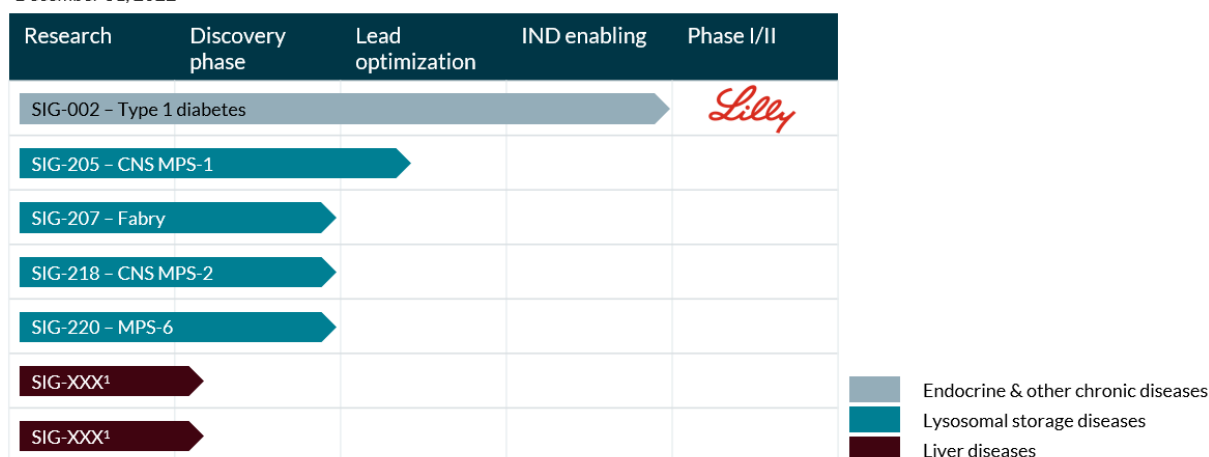 Research Discovery phase Lead optimization IND enabling Phase I/II
SIG-002 – Type 1 diabetes
Lilly
SIG-205 – CNS MPS-1
SIG-207 – Fabry
SIG-218 – CNS MPS-2
SIG-220 – MPS-6
SIG-XXX¹
SIG-XXX¹
Endocrine & other chronic diseases
Lysosomal storage diseases
Liver diseases